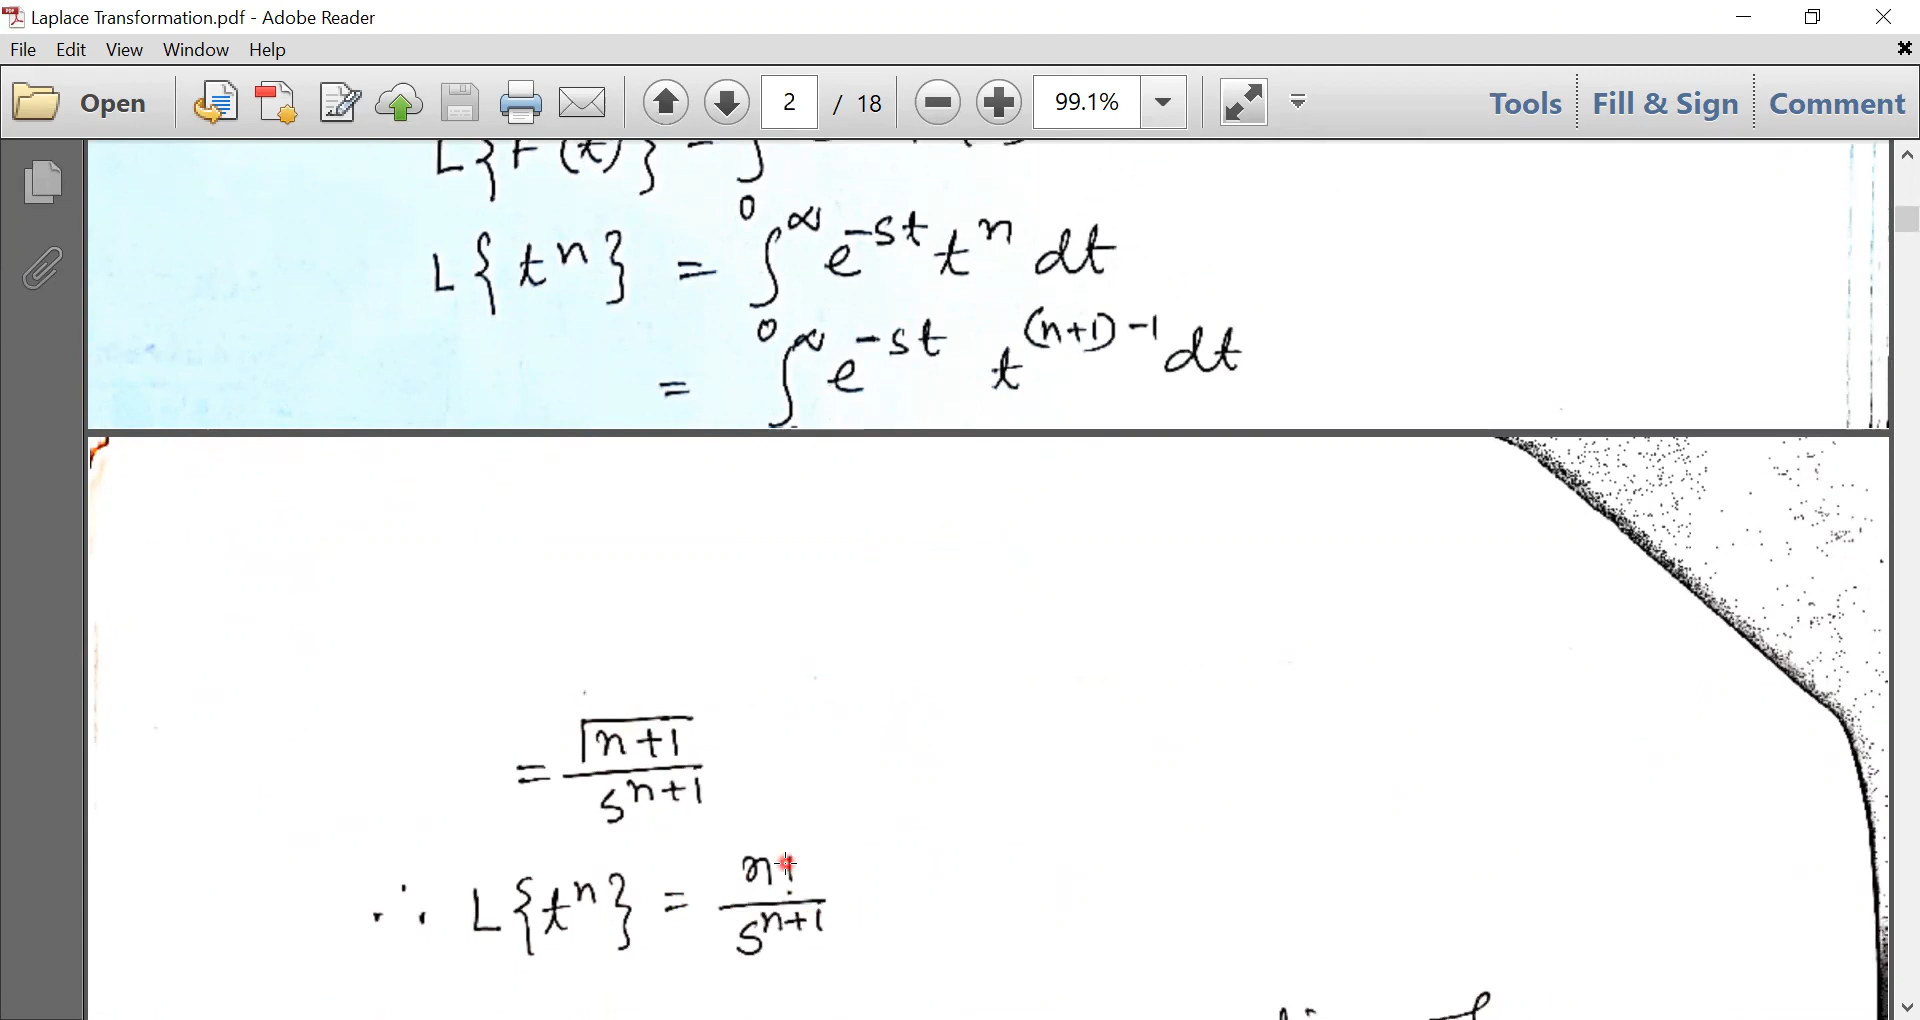 Laplace Transformation.pdf - Adobe Reader
File Edit View Window Help
Open 2 / 18 99.1% Tools Fill & Sign Comment
L{F(t)} = ∫
L{tⁿ} = ∫₀^∞ e^{-st} tⁿ dt
= ∫₀^∞ e^{-st} t^{(n+1)-1} dt
= Γn+1 / s^{n+1}
∴ L{tⁿ} = n! / s^{n+1}